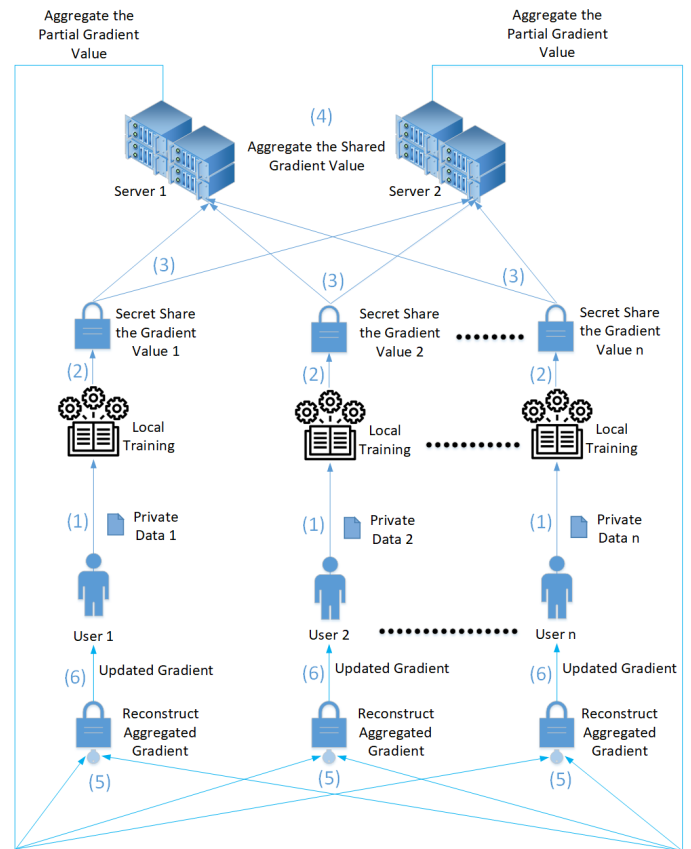 Aggregate the
Partial Gradient
Value
Aggregate the
Partial Gradient
Value
(4)
Aggregate the Shared
Gradient Value
Server 1
Server 2
(3)
(3)
(3)
Secret Share
the Gradient
Value 1
Secret Share
the Gradient
Value 2
Secret Share
the Gradient
Value n
(2)
(2)
(2)
Local
Training
Local
Training
Local
Training
(1)
Private
Data 1
(1)
Private
Data 2
(1)
Private
Data n
User 1
User 2
User n
(6)
Updated Gradient
(6)
Updated Gradient
(6)
Updated Gradient
Reconstruct
Aggregated
Gradient
Reconstruct
Aggregated
Gradient
Reconstruct
Aggregated
Gradient
(5)
(5)
(5)